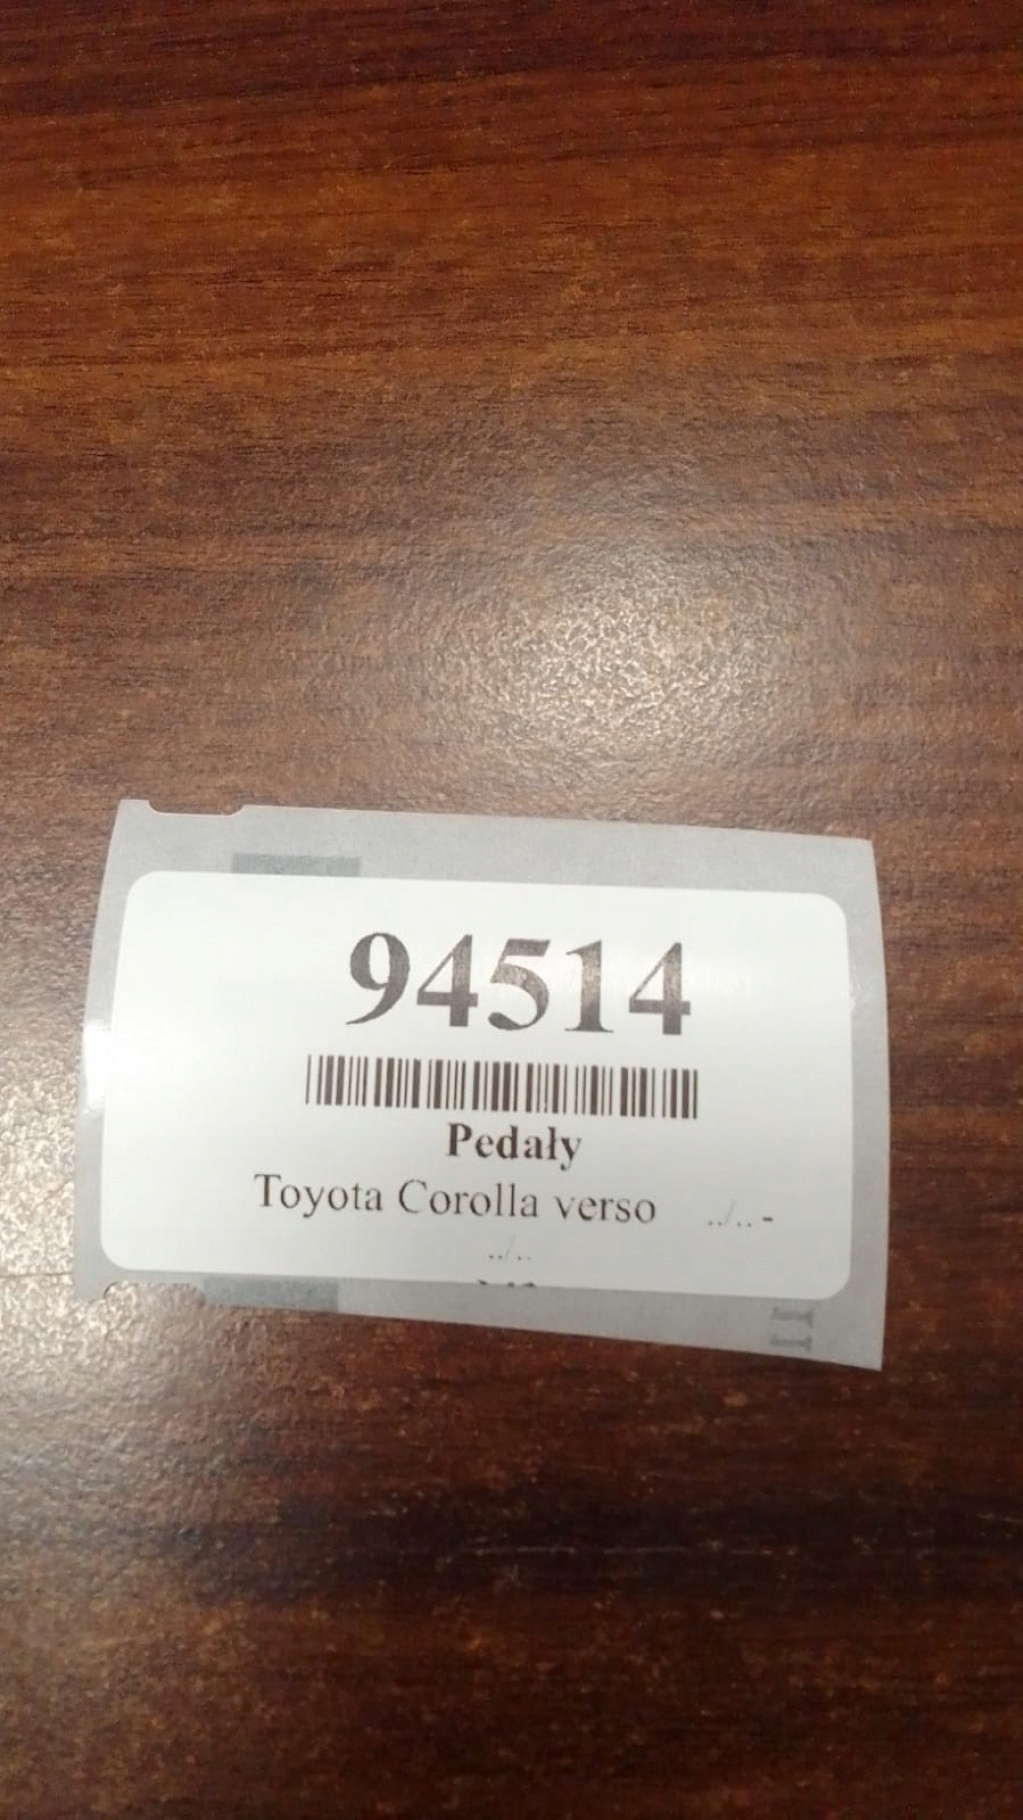 94514
Pedały
Toyota Corolla verso ../.. -
../..